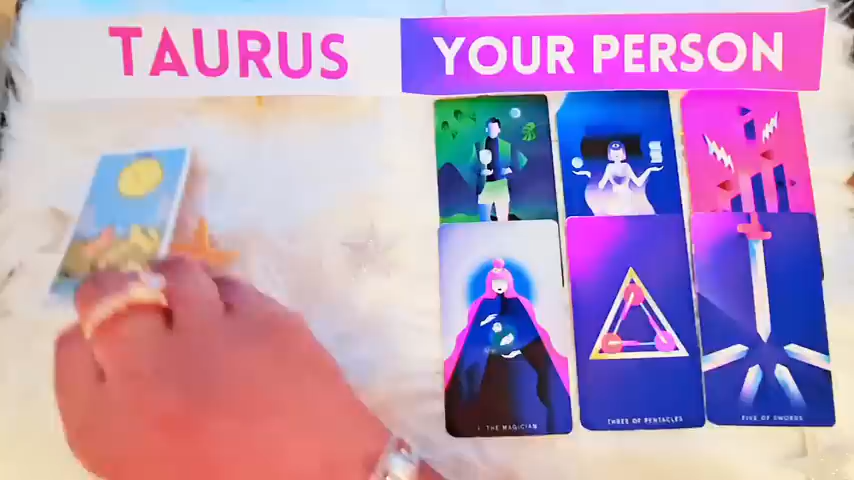 TAURUS
YOUR PERSON
I. THE MAGICIAN
THREE OF PENTACLES
FIVE OF SWORDS